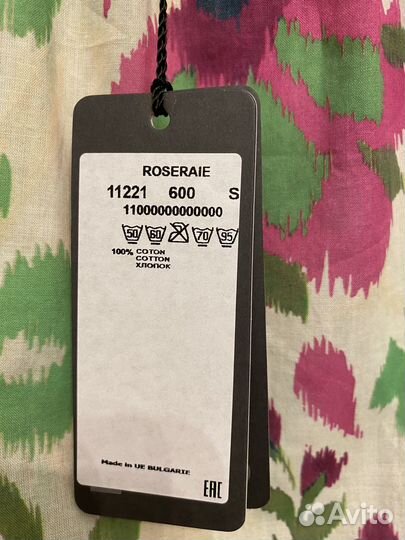 ROSERAIE
11221 600 S
11000000000000
50 60 70 95
100% COTON
COTTON
ХЛОПОК
Made in UE BULGARIE
EAC
Avito